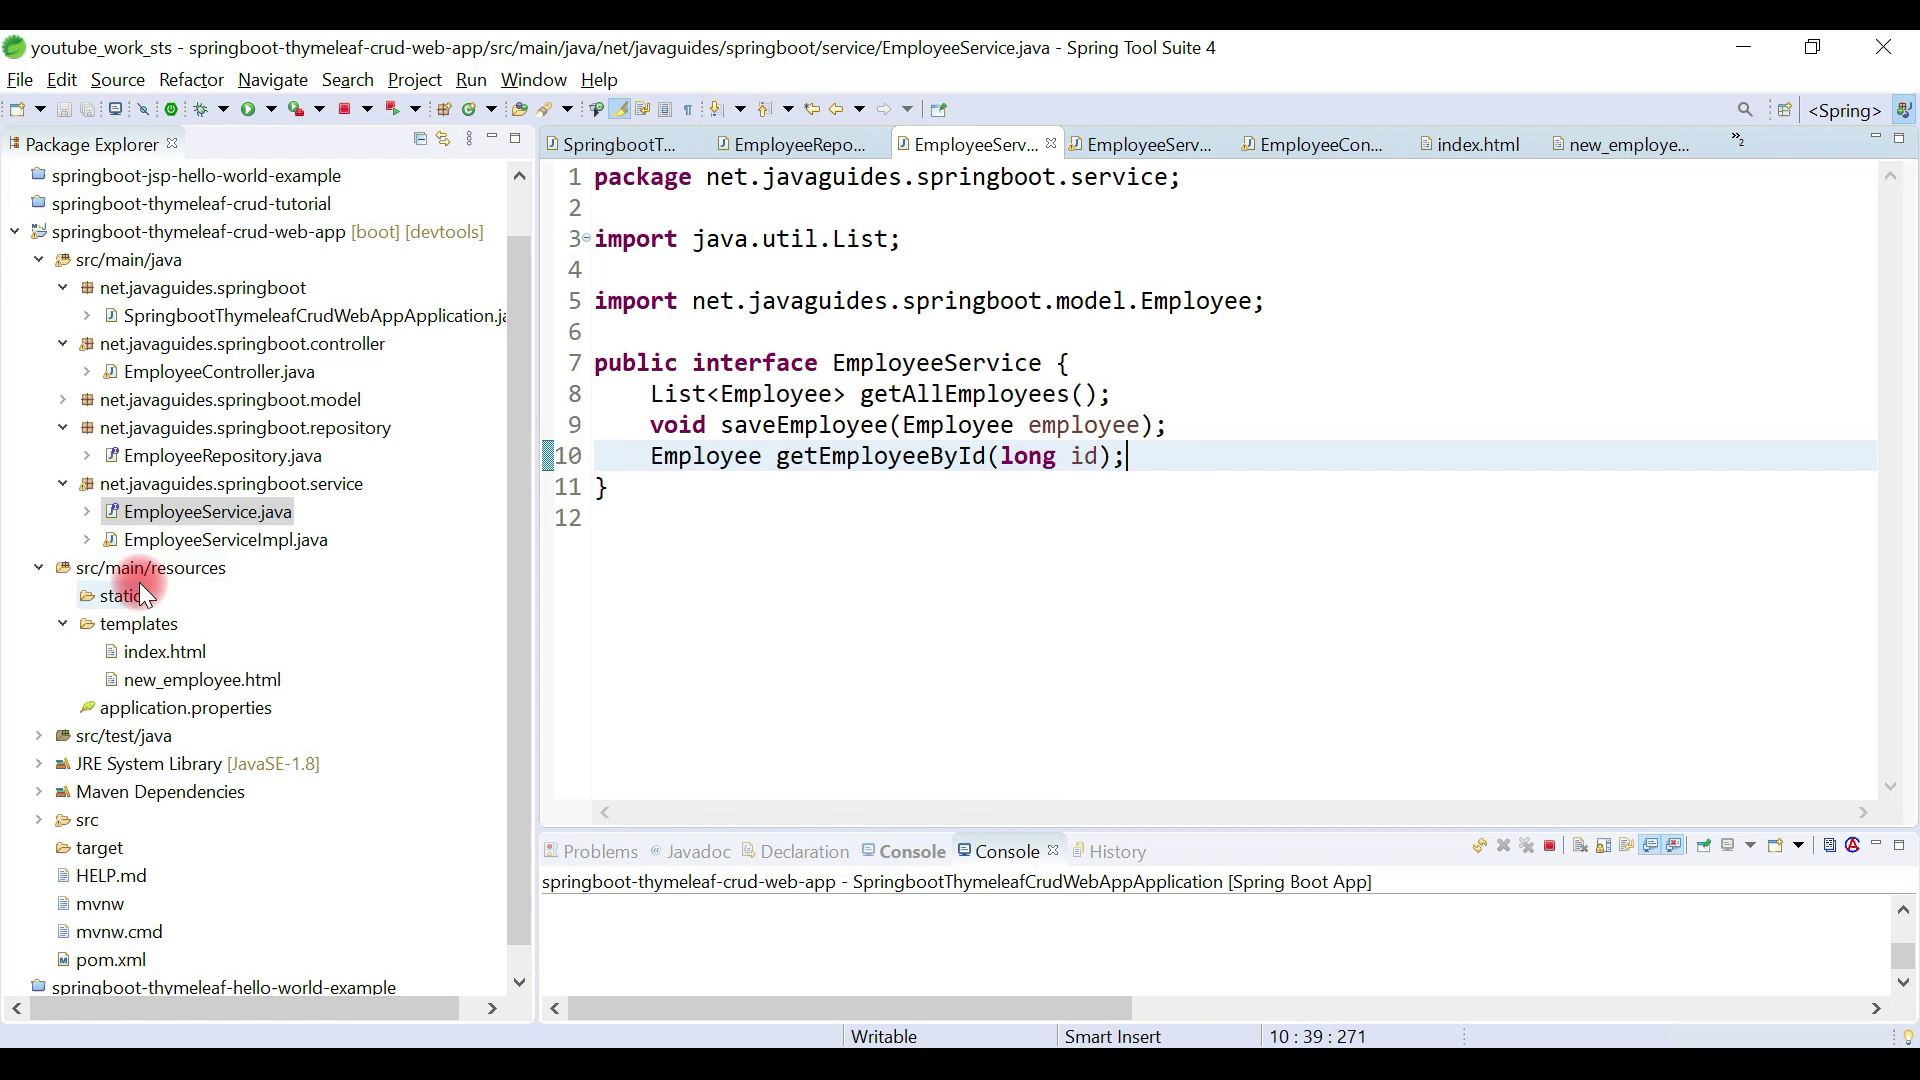 youtube_work_sts - springboot-thymeleaf-crud-web-app/src/main/java/net/javaguides/springboot/service/EmployeeService.java - Spring Tool Suite 4
File Edit Source Refactor Navigate Search Project Run Window Help
<Spring>
Package Explorer
springboot-jsp-hello-world-example
springboot-thymeleaf-crud-tutorial
springboot-thymeleaf-crud-web-app [boot] [devtools]
src/main/java
net.javaguides.springboot
SpringbootThymeleafCrudWebAppApplication.ja
net.javaguides.springboot.controller
EmployeeController.java
net.javaguides.springboot.model
net.javaguides.springboot.repository
EmployeeRepository.java
net.javaguides.springboot.service
EmployeeService.java
EmployeeServiceImpl.java
src/main/resources
static
templates
index.html
new_employee.html
application.properties
src/test/java
JRE System Library [JavaSE-1.8]
Maven Dependencies
src
target
HELP.md
mvnw
mvnw.cmd
pom.xml
springboot-thymeleaf-hello-world-example
SpringbootT... EmployeeRepo... EmployeeServ... EmployeeServ... EmployeeCon... index.html new_employe... »2
1 package net.javaguides.springboot.service;
2
3 import java.util.List;
4
5 import net.javaguides.springboot.model.Employee;
6
7 public interface EmployeeService {
8 List<Employee> getAllEmployees();
9 void saveEmployee(Employee employee);
10 Employee getEmployeeById(long id);
11 }
12
Problems Javadoc Declaration Console Console History
springboot-thymeleaf-crud-web-app - SpringbootThymeleafCrudWebAppApplication [Spring Boot App]
Writable Smart Insert 10 : 39 : 271